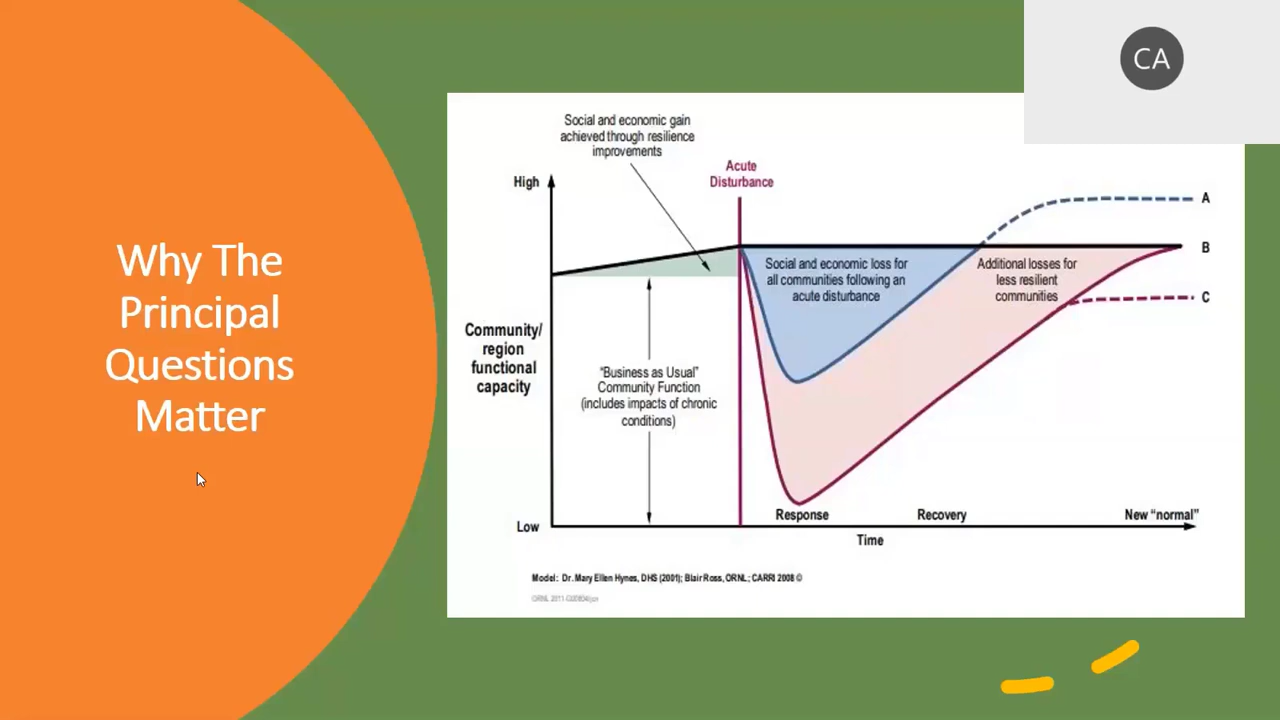 CA
Why The
Principal
Questions
Matter
Social and economic gain
achieved through resilience
improvements
Acute
Disturbance
High
A
B
C
Social and economic loss for
all communities following an
acute disturbance
Additional losses for
less resilient
communities
Community/
region
functional
capacity
“Business as Usual”
Community Function
(includes impacts of chronic
conditions)
Response
Recovery
New “normal”
Low
Time
Model: Dr. Mary Ellen Hynes, DHS (2001); Blair Ross, ORNL; CARRI 2008 ©
ORNL